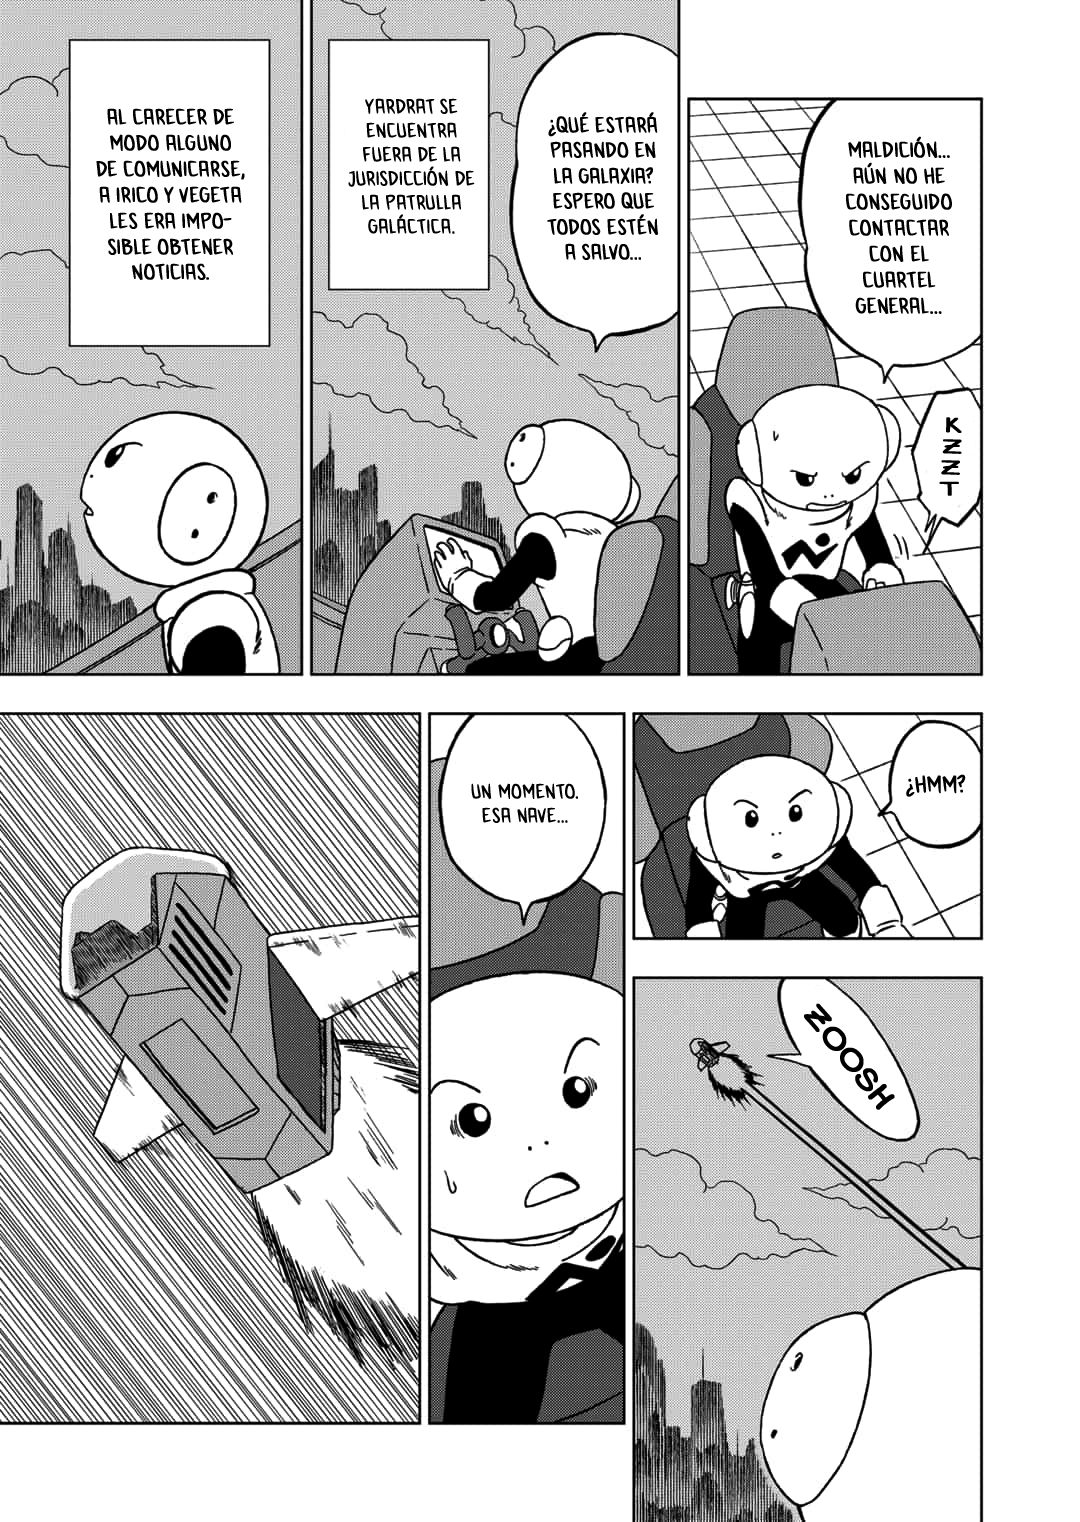 MALDICIÓN...
AÚN NO HE
CONSEGUIDO
CONTACTAR
CON EL
CUARTEL
GENERAL...
KZZT
¿QUÉ ESTARÁ
PASANDO EN
LA GALAXIA?
ESPERO QUE
TODOS ESTÉN
A SALVO...
YARDRAT SE
ENCUENTRA
FUERA DE LA
JURISDICCIÓN DE
LA PATRULLA
GALÁCTICA.
AL CARECER DE
MODO ALGUNO
DE COMUNICARSE,
A IRICO Y VEGETA
LES ERA IMPO-
SIBLE OBTENER
NOTICIAS.
¿HMM?
ZOOSH
UN MOMENTO.
ESA NAVE...